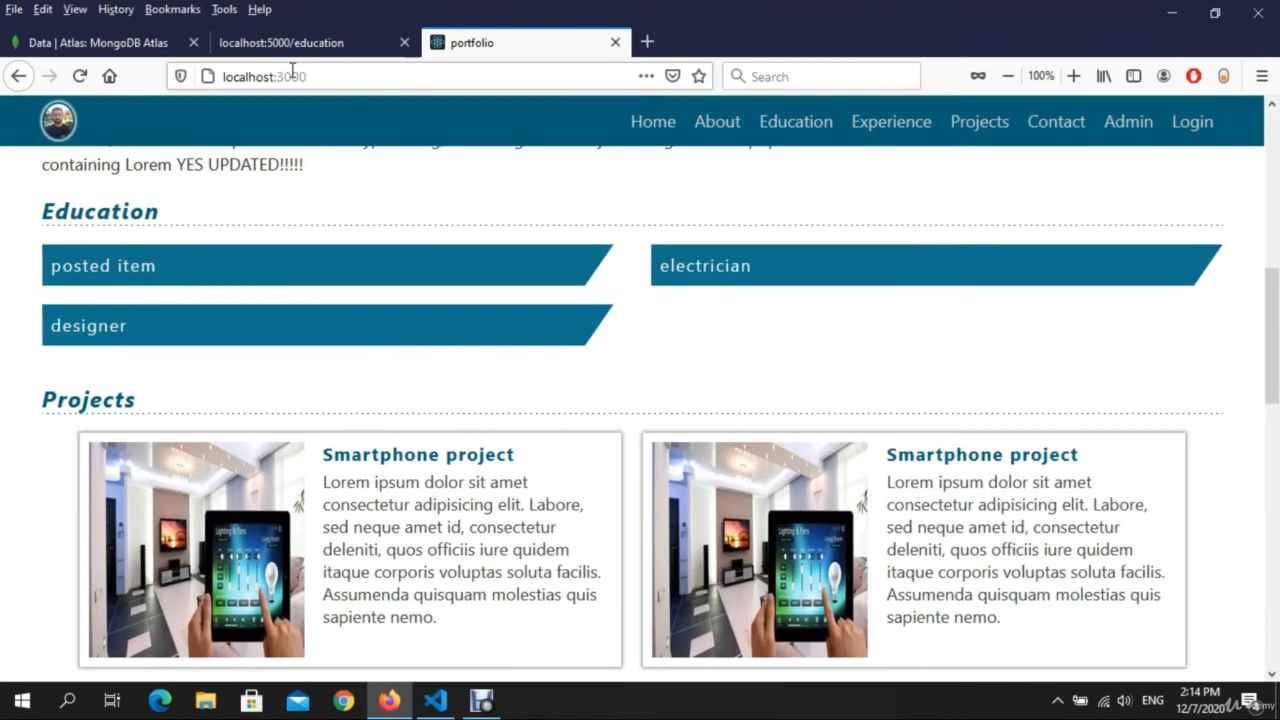 File Edit View History Bookmarks Tools Help
Data | Atlas: MongoDB Atlas
localhost:5000/education
portfolio
localhost:3000
100%
Search
Home About Education Experience Projects Contact Admin Login
containing Lorem YES UPDATED!!!!!
Education
posted item
electrician
designer
Projects
Smartphone project
Lorem ipsum dolor sit amet
consectetur adipisicing elit. Labore,
sed neque amet id, consectetur
deleniti, quos officiis iure quidem
itaque corporis voluptas soluta facilis.
Assumenda quisquam molestias quis
sapiente nemo.
Smartphone project
Lorem ipsum dolor sit amet
consectetur adipisicing elit. Labore,
sed neque amet id, consectetur
deleniti, quos officiis iure quidem
itaque corporis voluptas soluta facilis.
Assumenda quisquam molestias quis
sapiente nemo.
Lighting & Fans
Lighting & Fans
ENG
2:14 PM
12/7/2020